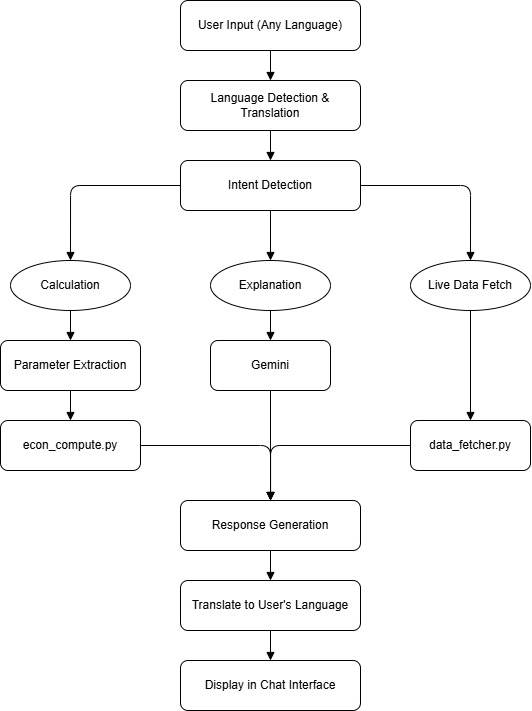 User Input (Any Language)
Language Detection &
Translation
Intent Detection
Calculation
Explanation
Live Data Fetch
Parameter Extraction
Gemini
econ_compute.py
data_fetcher.py
Response Generation
Translate to User's Language
Display in Chat Interface